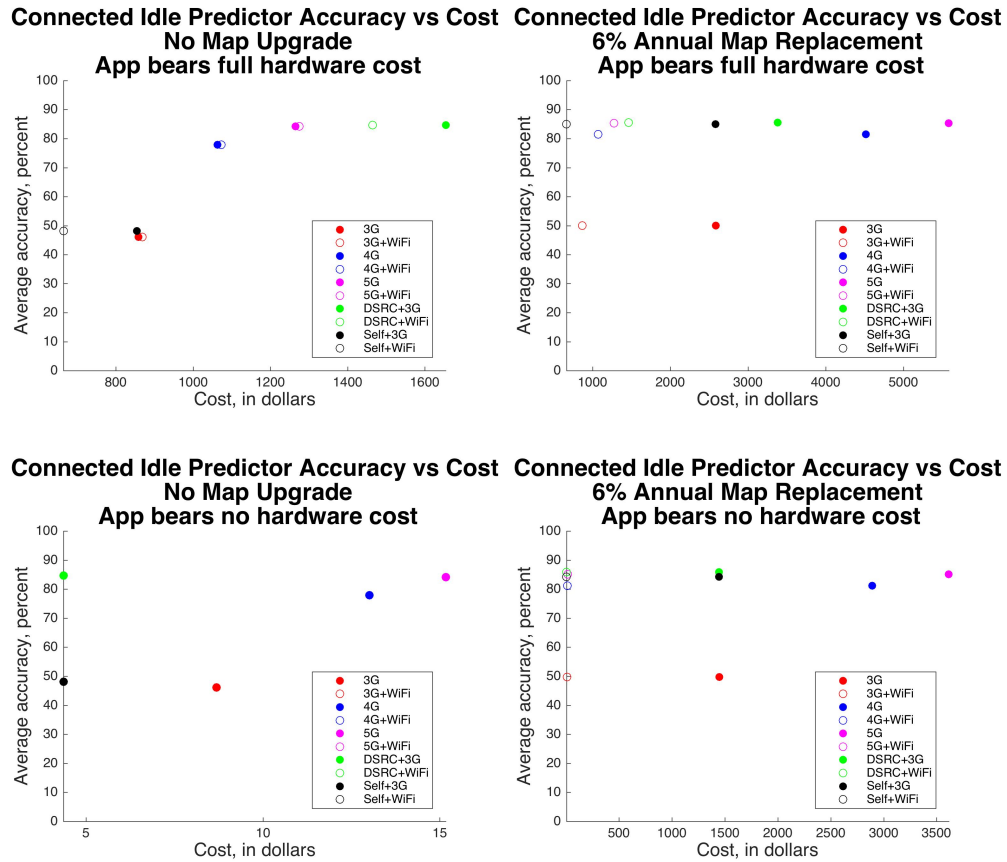 Connected Idle Predictor Accuracy vs Cost
No Map Upgrade
App bears full hardware cost
100
90
80
70
60
50
40
30
20
10
0
Average accuracy, percent
800
1000
1200
1400
1600
Cost, in dollars
3G
3G+WiFi
4G
4G+WiFi
5G
5G+WiFi
DSRC+3G
DSRC+WiFi
Self+3G
Self+WiFi
Connected Idle Predictor Accuracy vs Cost
6% Annual Map Replacement
App bears full hardware cost
100
90
80
70
60
50
40
30
20
10
0
Average accuracy, percent
1000
2000
3000
4000
5000
Cost, in dollars
3G
3G+WiFi
4G
4G+WiFi
5G
5G+WiFi
DSRC+3G
DSRC+WiFi
Self+3G
Self+WiFi
Connected Idle Predictor Accuracy vs Cost
No Map Upgrade
App bears no hardware cost
100
90
80
70
60
50
40
30
20
10
0
Average accuracy, percent
5
10
15
Cost, in dollars
3G
3G+WiFi
4G
4G+WiFi
5G
5G+WiFi
DSRC+3G
DSRC+WiFi
Self+3G
Self+WiFi
Connected Idle Predictor Accuracy vs Cost
6% Annual Map Replacement
App bears no hardware cost
100
90
80
70
60
50
40
30
20
10
0
Average accuracy, percent
500
1000
1500
2000
2500
3000
3500
Cost, in dollars
3G
3G+WiFi
4G
4G+WiFi
5G
5G+WiFi
DSRC+3G
DSRC+WiFi
Self+3G
Self+WiFi